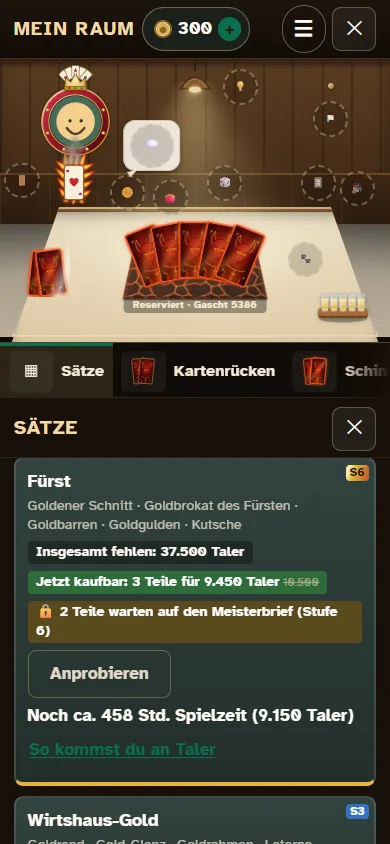 MEIN RAUM
300
+
Reserviert · Gascht 5386
Sätze
Kartenrücken
SÄTZE
S6
Fürst
Goldener Schnitt · Goldbrokat des Fürsten ·
Goldbarren · Goldgulden · Kutsche
Insgesamt fehlen: 37.500 Taler
Jetzt kaufbar: 3 Teile für 9.450 Taler 10.500
2 Teile warten auf den Meisterbrief (Stufe
6)
Anprobieren
Noch ca. 458 Std. Spielzeit (9.150 Taler)
So kommst du an Taler
S3
Wirtshaus-Gold